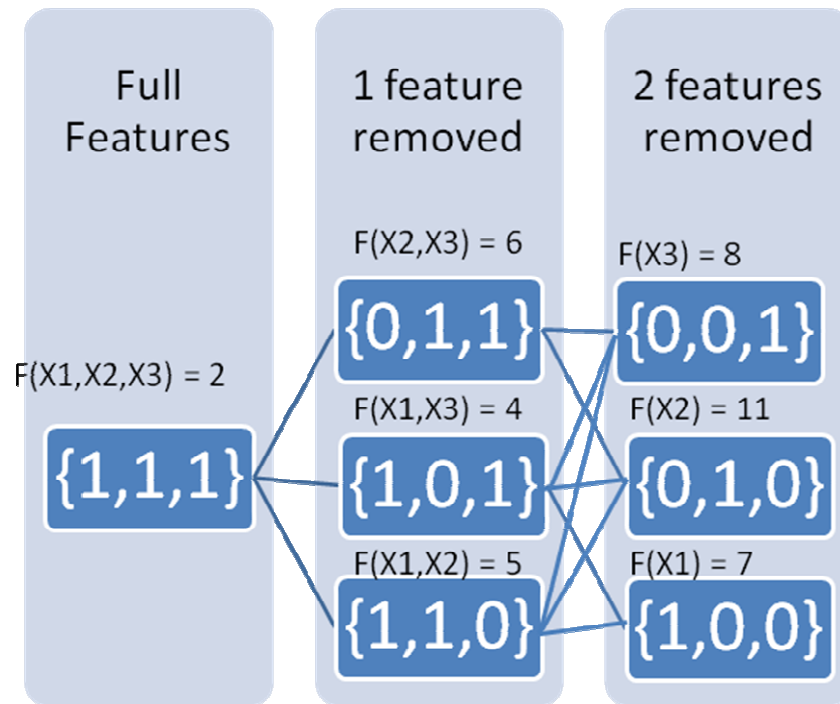 Full
Features
F(X1,X2,X3) = 2
{1,1,1}
1 feature
removed
F(X2,X3) = 6
{0,1,1}
F(X1,X3) = 4
{1,0,1}
F(X1,X2) = 5
{1,1,0}
2 features
removed
F(X3) = 8
{0,0,1}
F(X2) = 11
{0,1,0}
F(X1) = 7
{1,0,0}